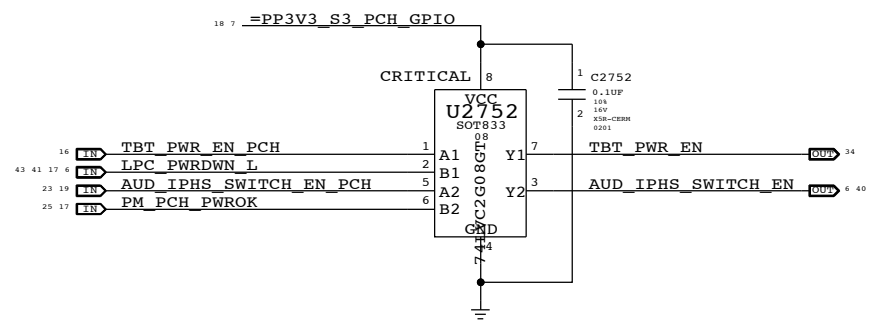 18 7 =PP3V3_S3_PCH_GPIO
CRITICAL 8
1 C2752
0.1UF
10%
16V
2 X5R-CERM
0201
VCC
U2752
SOT833
08
74LVC2G08GT
16 IN TBT_PWR_EN_PCH 1 A1 Y1 7 TBT_PWR_EN OUT 34
43 41 17 6 IN LPC_PWRDWN_L 2 B1
23 19 IN AUD_IPHS_SWITCH_EN_PCH 5 A2 Y2 3 AUD_IPHS_SWITCH_EN OUT 6 40
25 17 IN PM_PCH_PWROK 6 B2
GND
4